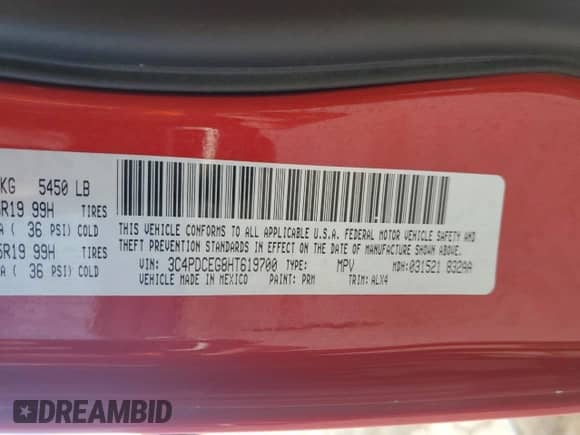 KG 5450 LB
R19 99H TIRES
A ( 36 PSI) COLD
5R19 99H TIRES
A ( 36 PSI) COLD
THIS VEHICLE CONFORMS TO ALL APPLICABLE U.S.A. FEDERAL MOTOR VEHICLE SAFETY AND
THEFT PREVENTION STANDARDS IN EFFECT ON THE DATE OF MANUFACTURE SHOWN ABOVE.
VIN: 3C4PDCEG8HT619700 TYPE: MPV MDH: 031521 832AA
VEHICLE MADE IN MEXICO PAINT: PRM TRIM: ALX4
DREAMBID